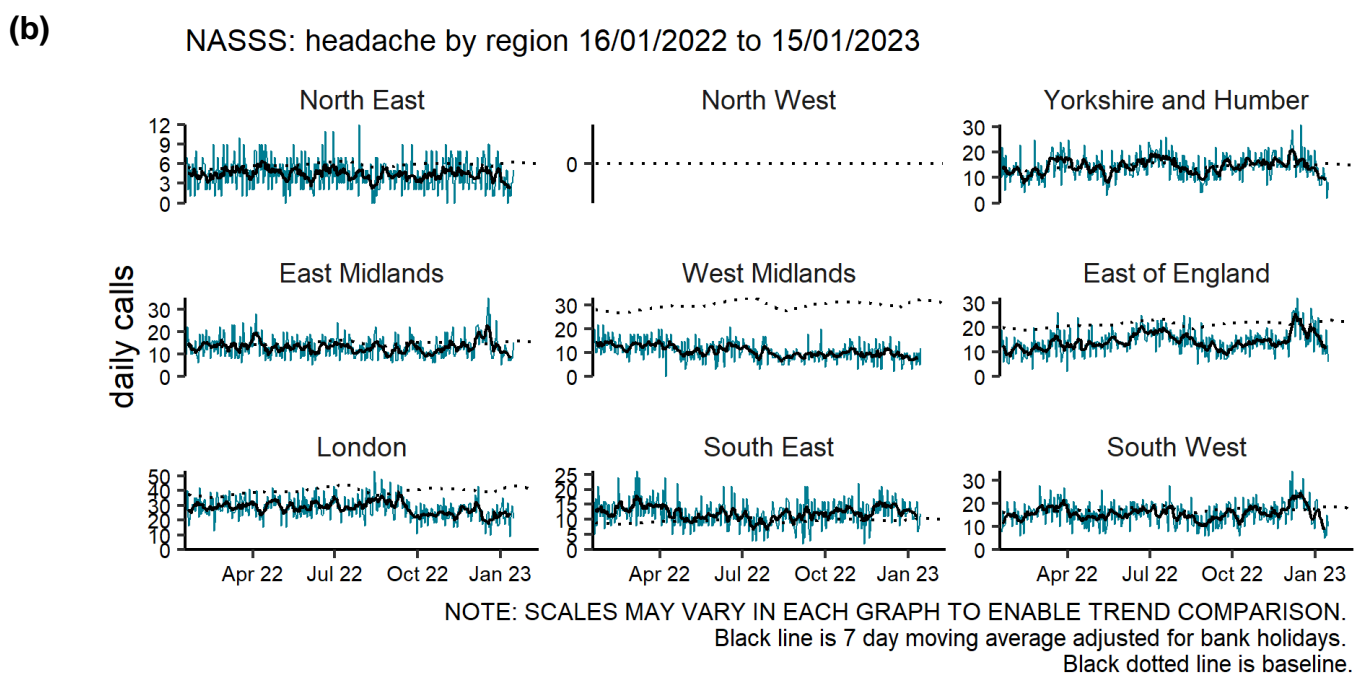 (b)
NASSS: headache by region 16/01/2022 to 15/01/2023
North East
North West
Yorkshire and Humber
12
9
6
3
0
0
30
20
10
0
daily calls
East Midlands
West Midlands
East of England
30
20
10
0
30
20
10
0
30
20
10
0
London
South East
South West
50
40
30
20
10
0
25
20
15
10
5
0
30
20
10
0
Apr 22 Jul 22 Oct 22 Jan 23
Apr 22 Jul 22 Oct 22 Jan 23
Apr 22 Jul 22 Oct 22 Jan 23
NOTE: SCALES MAY VARY IN EACH GRAPH TO ENABLE TREND COMPARISON.
Black line is 7 day moving average adjusted for bank holidays.
Black dotted line is baseline.